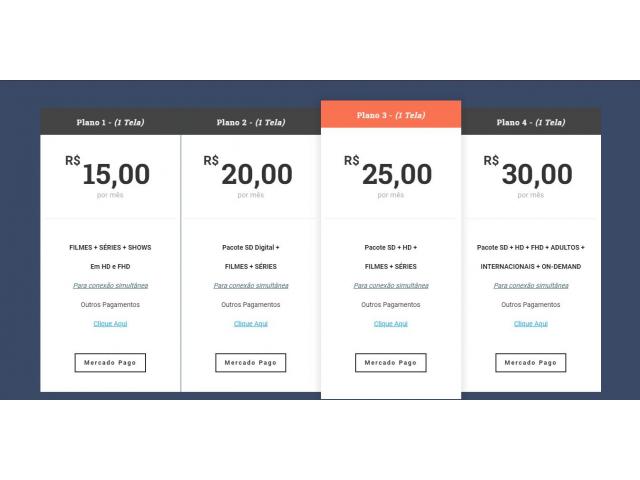 Plano 1 - (1 Tela)
R$ 15,00
por mês
FILMES + SÉRIES + SHOWS
Em HD e FHD
Para conexão simultânea
Outros Pagamentos
Clique Aqui
Mercado Pago
Plano 2 - (1 Tela)
R$ 20,00
por mês
Pacote SD Digital +
FILMES + SÉRIES
Para conexão simultânea
Outros Pagamentos
Clique Aqui
Mercado Pago
Plano 3 - (1 Tela)
R$ 25,00
por mês
Pacote SD + HD +
FILMES + SÉRIES
Para conexão simultânea
Outros Pagamentos
Clique Aqui
Mercado Pago
Plano 4 - (1 Tela)
R$ 30,00
por mês
Pacote SD + HD + FHD + ADULTOS +
INTERNACIONAIS + ON-DEMAND
Para conexão simultânea
Outros Pagamentos
Clique Aqui
Mercado Pago